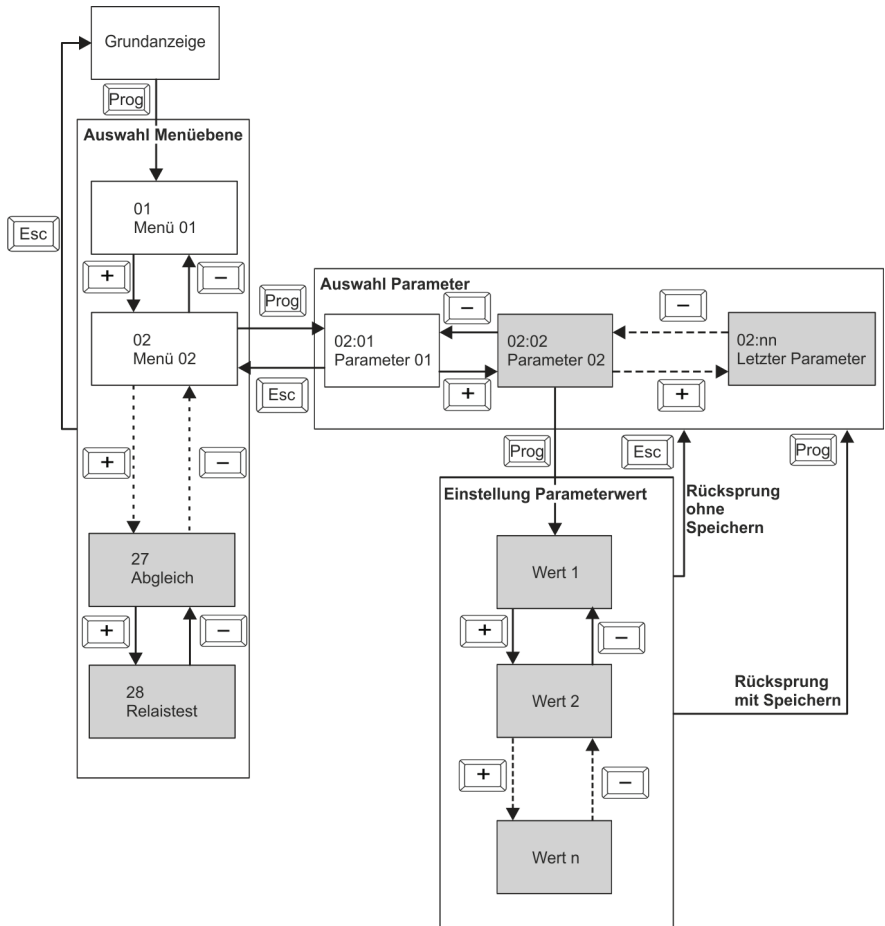 Grundanzeige
Prog
Auswahl Menüebene
01
Menü 01
Esc
+
−
02
Menü 02
Prog
Esc
Auswahl Parameter
02:01
Parameter 01
−
+
02:02
Parameter 02
−
+
02:nn
Letzter Parameter
+
−
27
Abgleich
+
−
28
Relaistest
Prog
Esc
Prog
Einstellung Parameterwert
Rücksprung
ohne
Speichern
Wert 1
+
−
Wert 2
Rücksprung
mit Speichern
+
−
Wert n